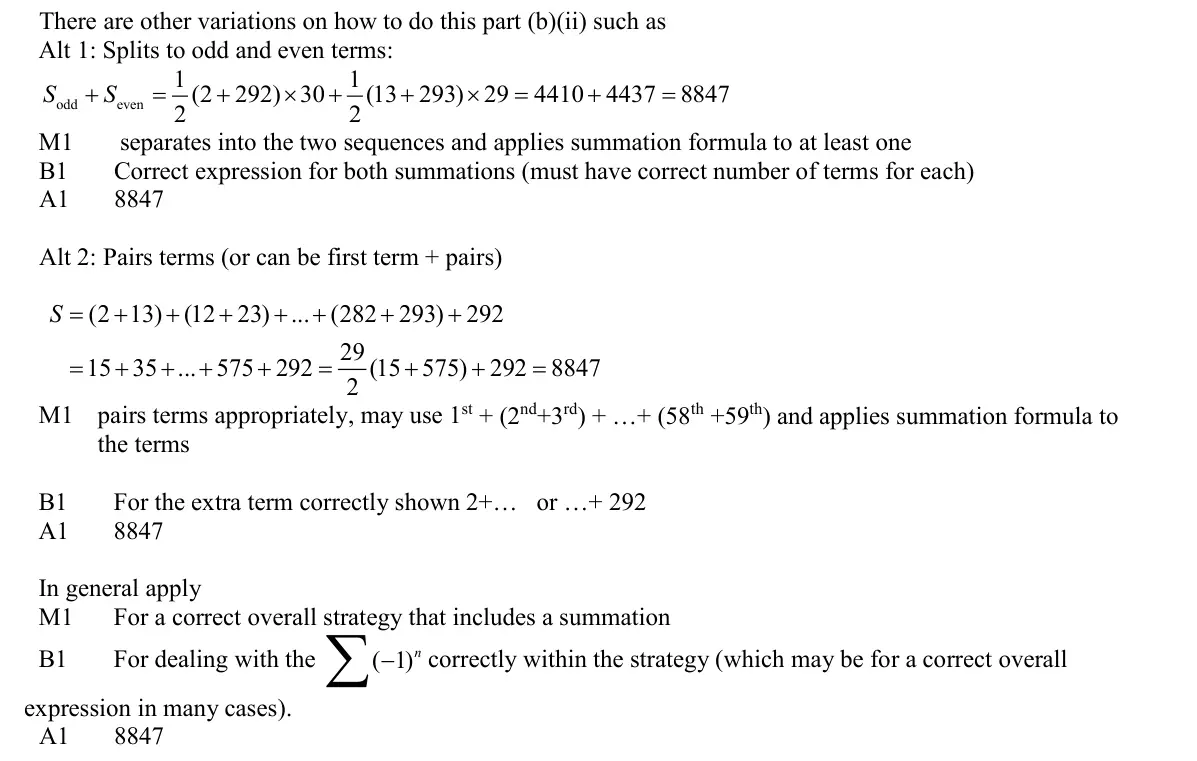 There are other variations on how to do this part (b)(ii) such as
Alt 1: Splits to odd and even terms:
S_odd + S_even = 1/2 (2 + 292) × 30 + 1/2 (13 + 293) × 29 = 4410 + 4437 = 8847
M1 separates into the two sequences and applies summation formula to at least one
B1 Correct expression for both summations (must have correct number of terms for each)
A1 8847
Alt 2: Pairs terms (or can be first term + pairs)
S = (2+13) + (12+23) + ... + (282+293) + 292
= 15 + 35 + ... + 575 + 292 = 29/2 (15 + 575) + 292 = 8847
M1 pairs terms appropriately, may use 1st + (2nd+3rd) + …+ (58th +59th) and applies summation formula to
the terms
B1 For the extra term correctly shown 2+… or …+ 292
A1 8847
In general apply
M1 For a correct overall strategy that includes a summation
B1 For dealing with the ∑(−1)ⁿ correctly within the strategy (which may be for a correct overall
expression in many cases).
A1 8847